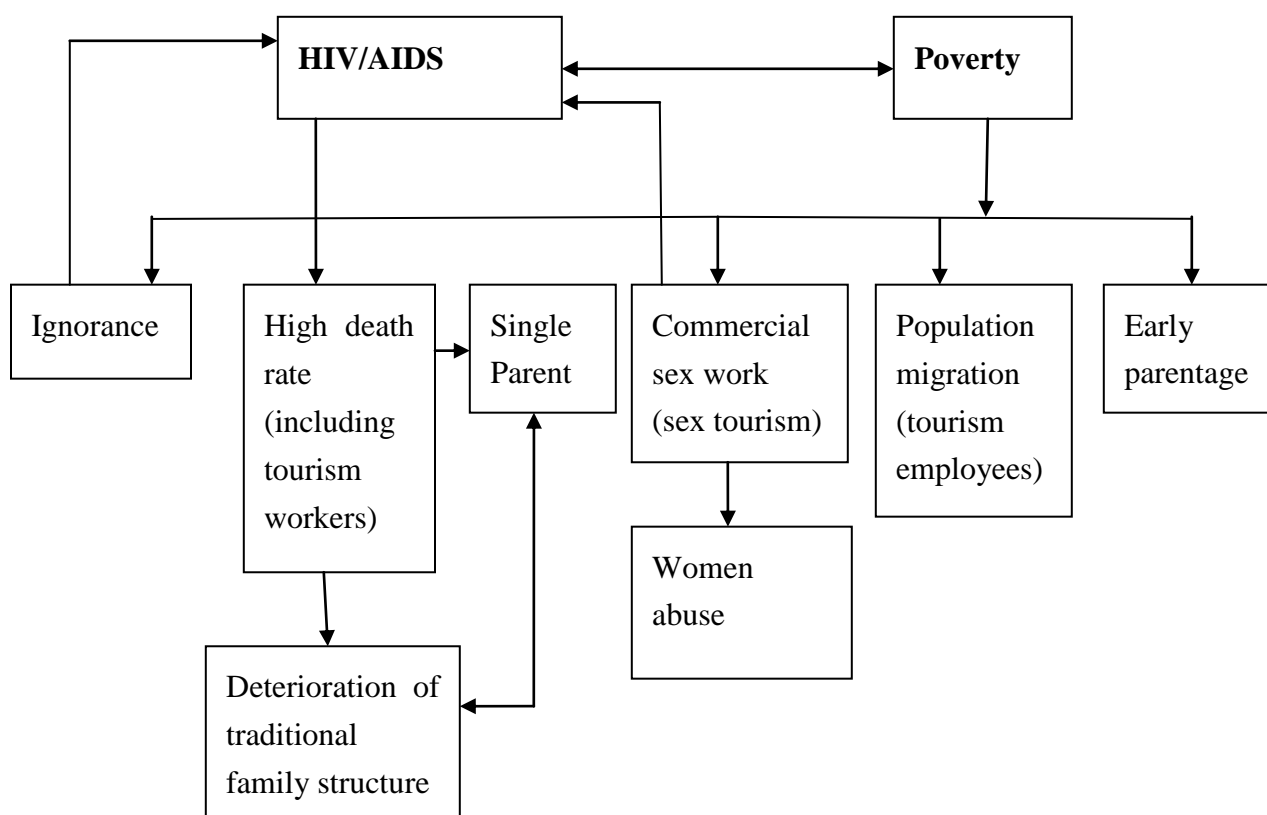 HIV/AIDS
Poverty
Ignorance
High death
rate
(including
tourism
workers)
Single
Parent
Commercial
sex work
(sex tourism)
Population
migration
(tourism
employees)
Early
parentage
Women
abuse
Deterioration of
traditional
family structure